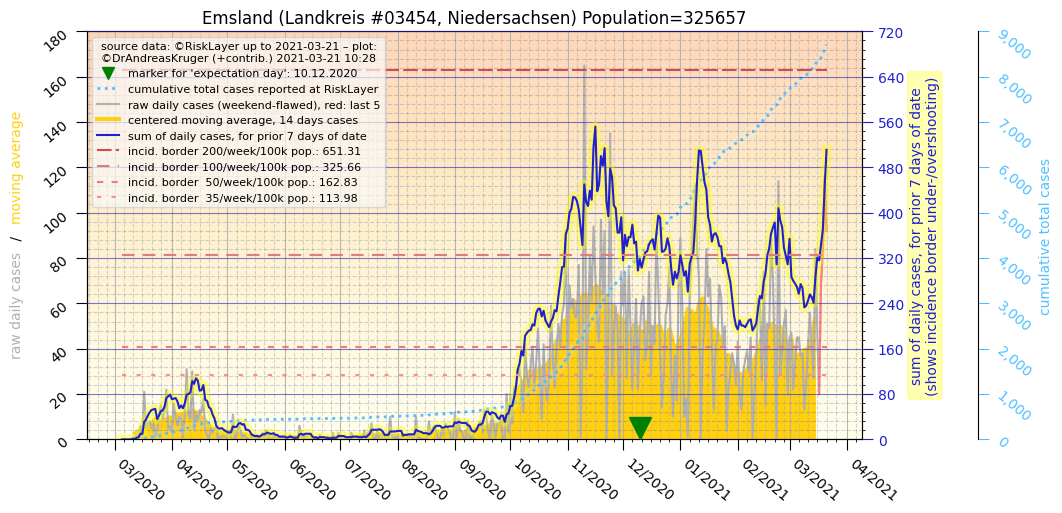 Emsland (Landkreis #03454, Niedersachsen) Population=325657
source data: ©RiskLayer up to 2021-03-21 – plot:
©DrAndreasKruger (+contrib.) 2021-03-21 10:28
marker for 'expectation day': 10.12.2020
cumulative total cases reported at RiskLayer
raw daily cases (weekend-flawed), red: last 5
centered moving average, 14 days cases
sum of daily cases, for prior 7 days of date
incid. border 200/week/100k pop.: 651.31
incid. border 100/week/100k pop.: 325.66
incid. border 50/week/100k pop.: 162.83
incid. border 35/week/100k pop.: 113.98
raw daily cases / moving average
180
160
140
120
100
80
60
40
20
0
720
640
560
480
400
320
240
160
80
0
sum of daily cases, for prior 7 days of date
(shows incidence border under-/overshooting)
9,000
8,000
7,000
6,000
5,000
4,000
3,000
2,000
1,000
0
cumulative total cases
03/2020
04/2020
05/2020
06/2020
07/2020
08/2020
09/2020
10/2020
11/2020
12/2020
01/2021
02/2021
03/2021
04/2021